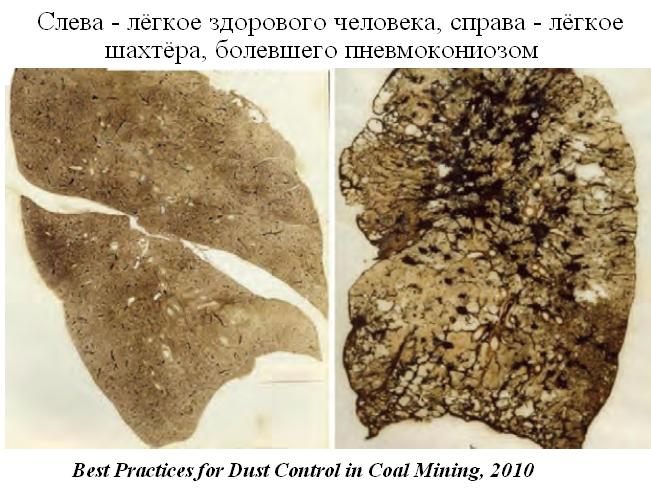 Слева - лёгкое здорового человека, справа - лёгкое
шахтёра, болевшего пневмокониозом
Best Practices for Dust Control in Coal Mining, 2010